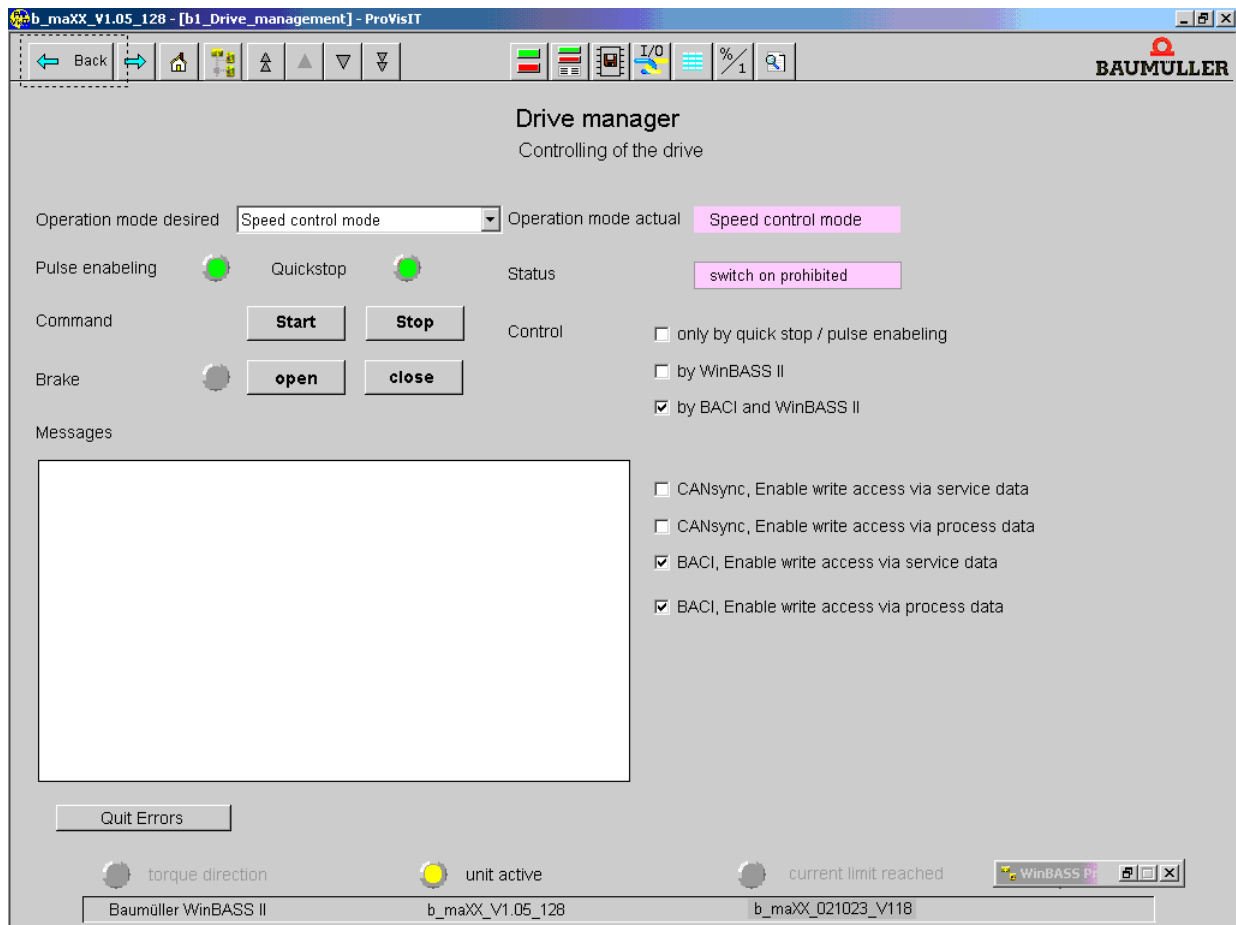 b_maXX_V1.05_128 - [b1_Drive_management] - ProVisIT
Back
I/O
%/1
BAUMÜLLER
Drive manager
Controlling of the drive
Operation mode desired Speed control mode Operation mode actual Speed control mode
Pulse enabeling Quickstop Status switch on prohibited
Command Start Stop Control only by quick stop / pulse enabeling
Brake open close by WinBASS II
by BACI and WinBASS II
Messages
CANsync, Enable write access via service data
CANsync, Enable write access via process data
BACI, Enable write access via service data
BACI, Enable write access via process data
Quit Errors
torque direction unit active current limit reached WinBASS
Baumüller WinBASS II b_maXX_V1.05_128 b_maXX_021023_V118